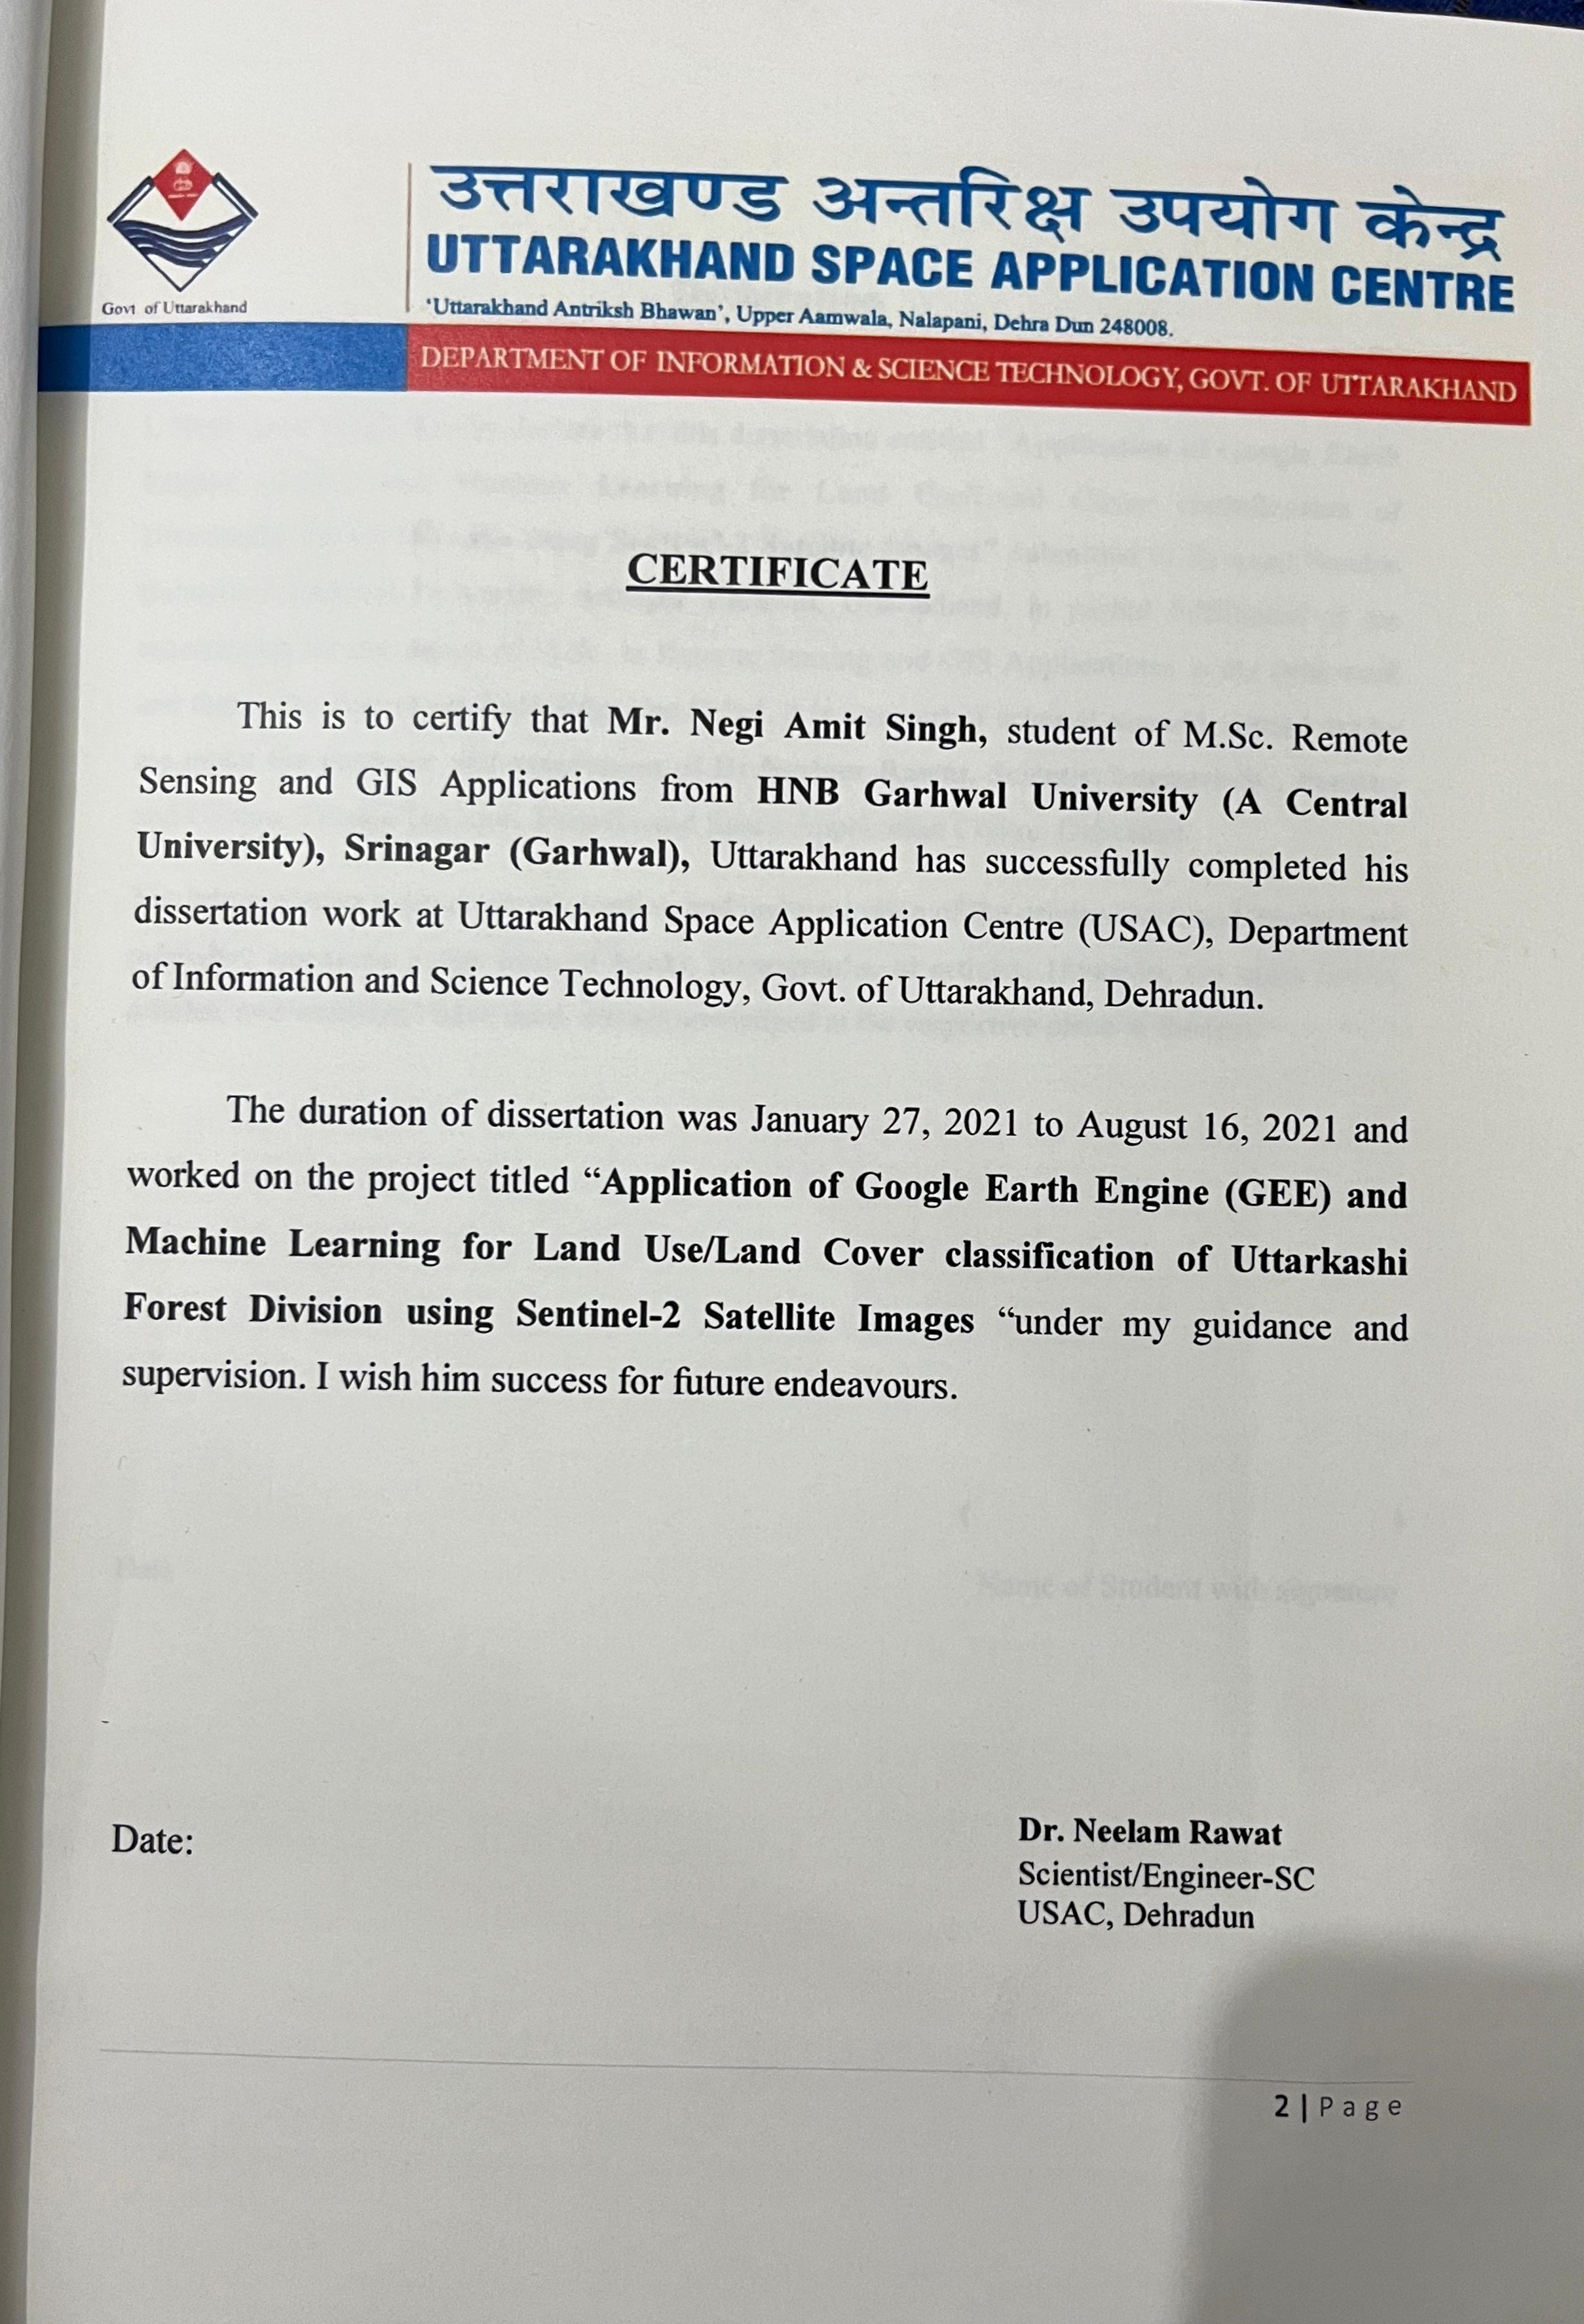 उत्तराखण्ड अन्तरिक्ष उपयोग केन्द्र
UTTARAKHAND SPACE APPLICATION CENTRE
Govt of Uttarakhand
'Uttarakhand Antriksh Bhawan', Upper Aamwala, Nalapani, Dehra Dun 248008.
DEPARTMENT OF INFORMATION & SCIENCE TECHNOLOGY, GOVT. OF UTTARAKHAND
CERTIFICATE
This is to certify that Mr. Negi Amit Singh, student of M.Sc. Remote
Sensing and GIS Applications from HNB Garhwal University (A Central
University), Srinagar (Garhwal), Uttarakhand has successfully completed his
dissertation work at Uttarakhand Space Application Centre (USAC), Department
of Information and Science Technology, Govt. of Uttarakhand, Dehradun.
The duration of dissertation was January 27, 2021 to August 16, 2021 and
worked on the project titled “Application of Google Earth Engine (GEE) and
Machine Learning for Land Use/Land Cover classification of Uttarkashi
Forest Division using Sentinel-2 Satellite Images “under my guidance and
supervision. I wish him success for future endeavours.
Name of Student with signature
Date:
Dr. Neelam Rawat
Scientist/Engineer-SC
USAC, Dehradun
2 | Page